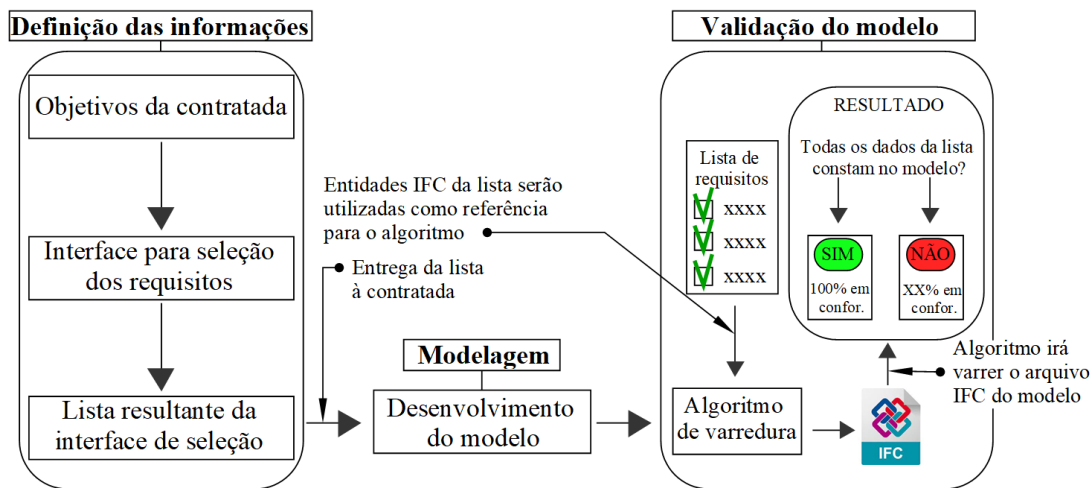 Definição das informações
Objetivos da contratada
Interface para seleção
dos requisitos
Lista resultante da
interface de seleção
Entidades IFC da lista serão
utilizadas como referência
para o algoritmo
Entrega da lista
à contratada
Modelagem
Desenvolvimento
do modelo
Validação do modelo
Lista de
requisitos
xxxx
xxxx
xxxx
Algoritmo
de varredura
RESULTADO
Todas os dados da lista
constam no modelo?
SIM
100% em
confor.
NÃO
XX% em
confor.
Algoritmo irá
varrer o arquivo
IFC do modelo
IFC